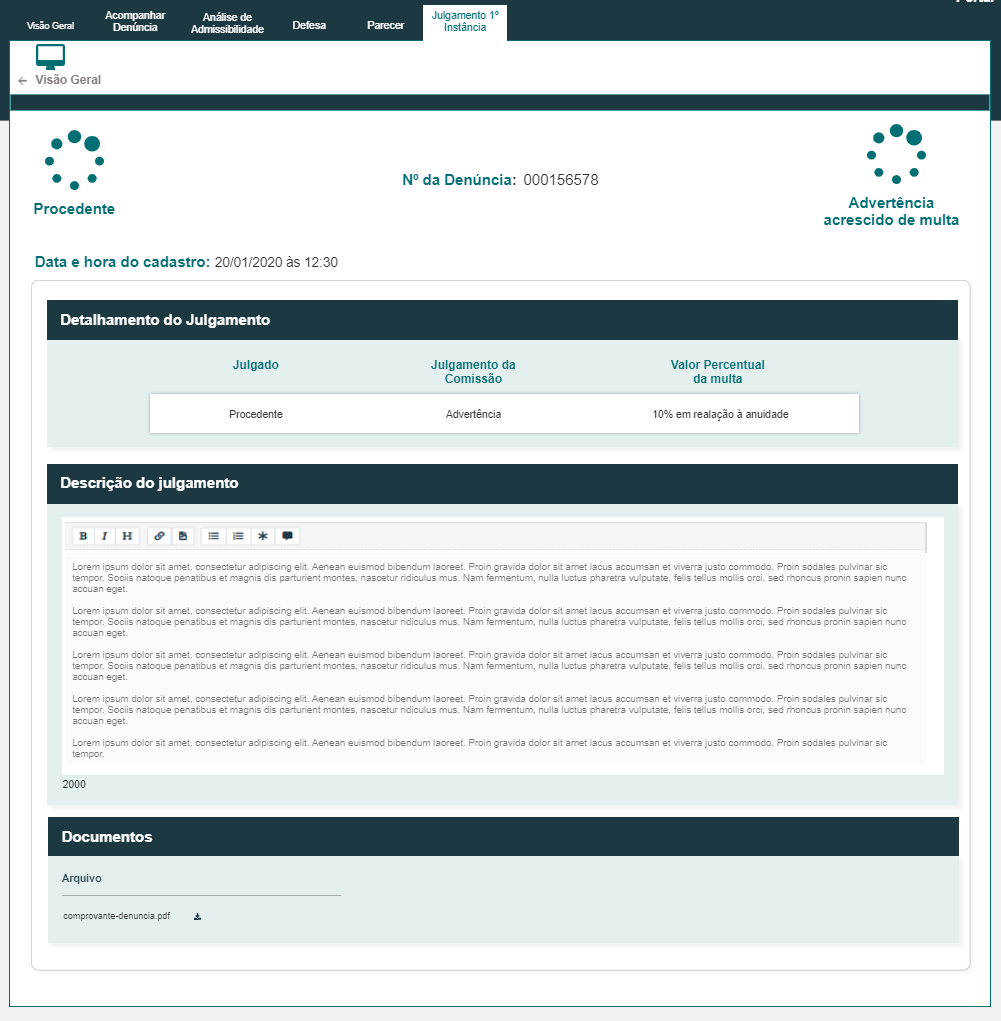 Visão Geral
Acompanhar
Denúncia
Análise de
Admissibilidade
Defesa
Parecer
Julgamento 1º
Instância
← Visão Geral
Procedente
Nº da Denúncia: 000156578
Advertência
acrescido de multa
Data e hora do cadastro: 20/01/2020 às 12:30
Detalhamento do Julgamento
Julgado
Julgamento da
Comissão
Valor Percentual
da multa
Procedente
Advertência
10% em realação à anuidade
Descrição do julgamento
B I H
Lorem ipsum dolor sit amet, consectetur adipiscing elit. Aenean euismod bibendum laoreet. Proin gravida dolor sit amet lacus accumsan et viverra justo commodo. Proin sodales pulvinar sic
tempor. Sociis natoque penatibus et magnis dis parturient montes, nascetur ridiculus mus. Nam fermentum, nulla luctus pharetra vulputate, felis tellus mollis orci, sed rhoncus pronin sapien nunc
accuan eget.
Lorem ipsum dolor sit amet, consectetur adipiscing elit. Aenean euismod bibendum laoreet. Proin gravida dolor sit amet lacus accumsan et viverra justo commodo. Proin sodales pulvinar sic
tempor. Sociis natoque penatibus et magnis dis parturient montes, nascetur ridiculus mus. Nam fermentum, nulla luctus pharetra vulputate, felis tellus mollis orci, sed rhoncus pronin sapien nunc
accuan eget.
Lorem ipsum dolor sit amet, consectetur adipiscing elit. Aenean euismod bibendum laoreet. Proin gravida dolor sit amet lacus accumsan et viverra justo commodo. Proin sodales pulvinar sic
tempor. Sociis natoque penatibus et magnis dis parturient montes, nascetur ridiculus mus. Nam fermentum, nulla luctus pharetra vulputate, felis tellus mollis orci, sed rhoncus pronin sapien nunc
accuan eget.
Lorem ipsum dolor sit amet, consectetur adipiscing elit. Aenean euismod bibendum laoreet. Proin gravida dolor sit amet lacus accumsan et viverra justo commodo. Proin sodales pulvinar sic
tempor. Sociis natoque penatibus et magnis dis parturient montes, nascetur ridiculus mus. Nam fermentum, nulla luctus pharetra vulputate, felis tellus mollis orci, sed rhoncus pronin sapien nunc
accuan eget.
Lorem ipsum dolor sit amet, consectetur adipiscing elit. Aenean euismod bibendum laoreet. Proin gravida dolor sit amet lacus accumsan et viverra justo commodo. Proin sodales pulvinar sic
tempor.
2000
Documentos
Arquivo
comprovante-denuncia.pdf